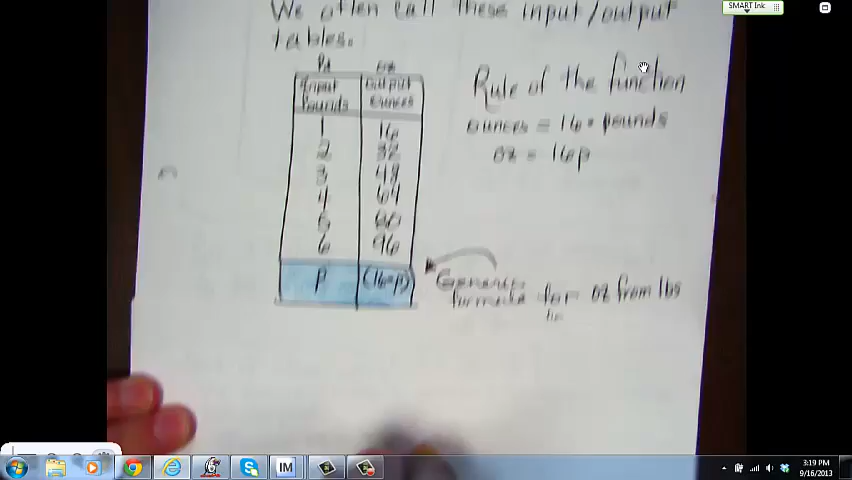 We often call these input/output
tables.
Input Output
Pounds Ounces
1 16
2 32
3 48
4 64
5 80
6 96
P (16•p)
Rule of the function
ounces = 16 • pounds
oz = 16p
Generic
formula for oz from lbs
SMART Ink
IM
3:19 PM
9/16/2013